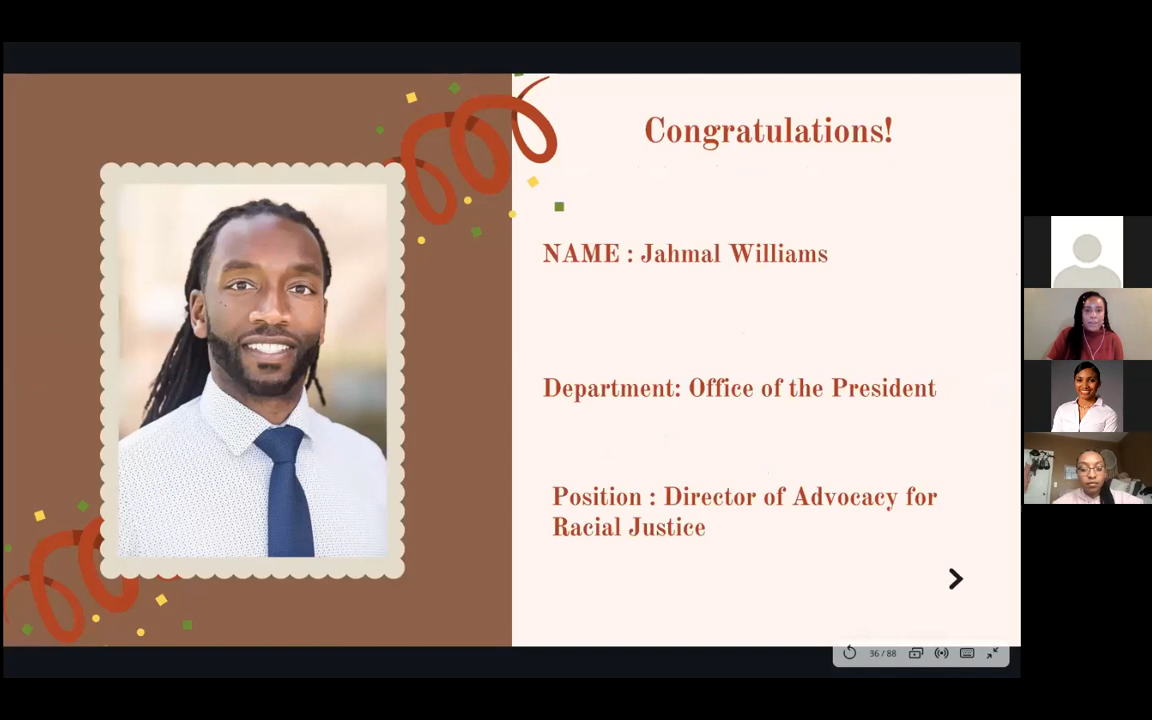 Congratulations!
NAME : Jahmal Williams
Department: Office of the President
Position : Director of Advocacy for
Racial Justice
36 / 88